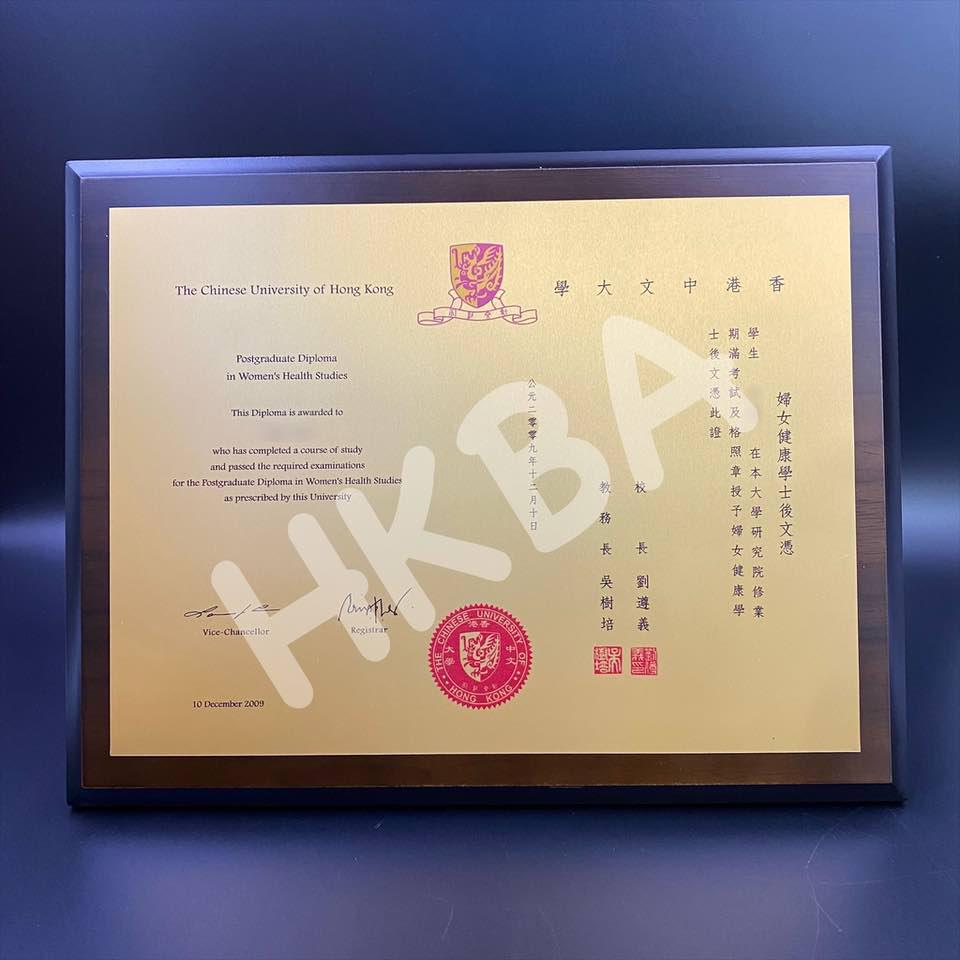 The Chinese University of Hong Kong
Postgraduate Diploma
in Women's Health Studies
This Diploma is awarded to
who has completed a course of study
and passed the required examinations
for the Postgraduate Diploma in Women's Health Studies
as prescribed by this University
Vice-Chancellor
Registrar
10 December 2009
香港中文大學
婦女健康學士後文憑
學生 在本大學研究院修業
期滿考試及格照章授予婦女健康學
士後文憑此證
校長 劉遵義
教務長 吳樹培
公元二零零九年十二月十日
THE CHINESE UNIVERSITY OF
HONG KONG
香港
中文
大學
HKBA